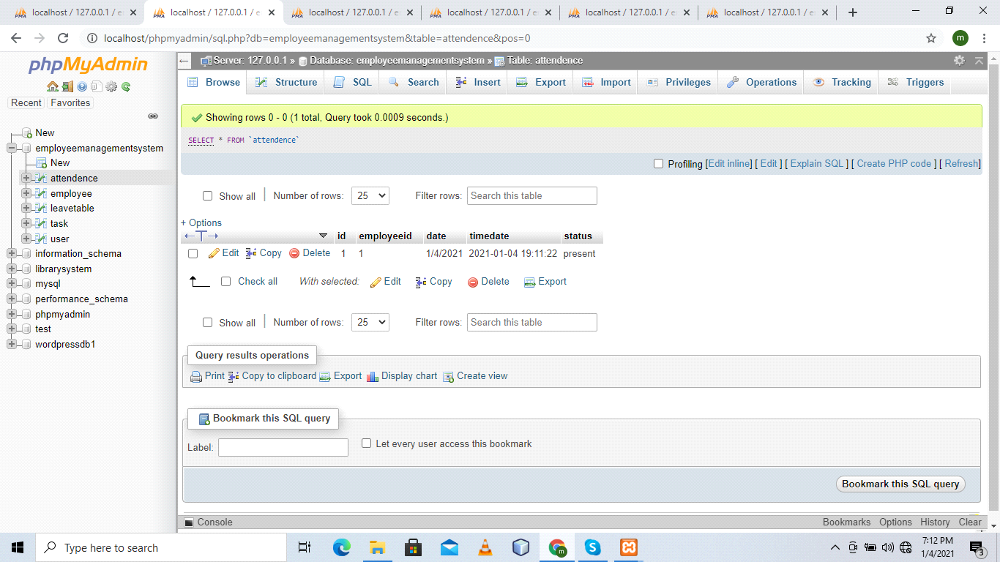 localhost / 127.0.0.1 / e
localhost / 127.0.0.1 / e
localhost / 127.0.0.1 / e
localhost / 127.0.0.1 / e
localhost / 127.0.0.1 / e
localhost / 127.0.0.1 / e
localhost/phpmyadmin/sql.php?db=employeemanagementsystem&table=attendence&pos=0
m
phpMyAdmin
Recent Favorites
New
employeemanagementsystem
New
attendence
employee
leavetable
task
user
information_schema
librarysystem
mysql
performance_schema
phpmyadmin
test
wordpressdb1
Server: 127.0.0.1 » Database: employeemanagementsystem » Table: attendence
Browse Structure SQL Search Insert Export Import Privileges Operations Tracking Triggers
Showing rows 0 - 0 (1 total, Query took 0.0009 seconds.)
SELECT * FROM `attendence`
Profiling [Edit inline] [ Edit ] [ Explain SQL ] [ Create PHP code ] [ Refresh]
Show all Number of rows: 25 Filter rows: Search this table
+ Options
←T→ id employeeid date timedate status
Edit Copy Delete 1 1 1/4/2021 2021-01-04 19:11:22 present
Check all With selected: Edit Copy Delete Export
Show all Number of rows: 25 Filter rows: Search this table
Query results operations
Print Copy to clipboard Export Display chart Create view
Bookmark this SQL query
Label: Let every user access this bookmark
Bookmark this SQL query
Console Bookmarks Options History Clear
Type here to search
7:12 PM
1/4/2021
3